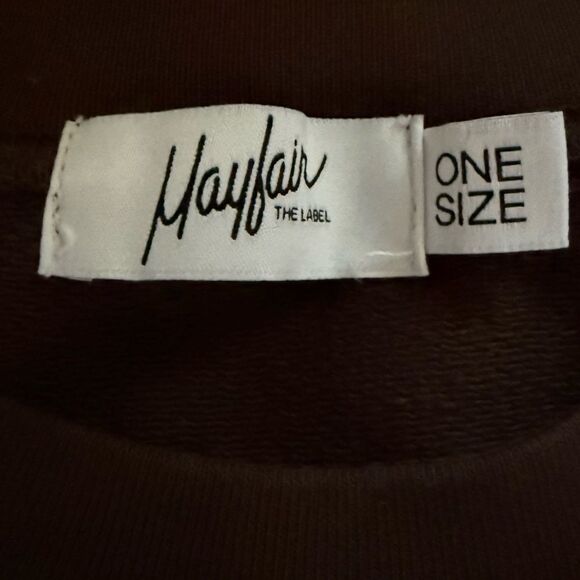 Mayfair
THE LABEL
ONE
SIZE